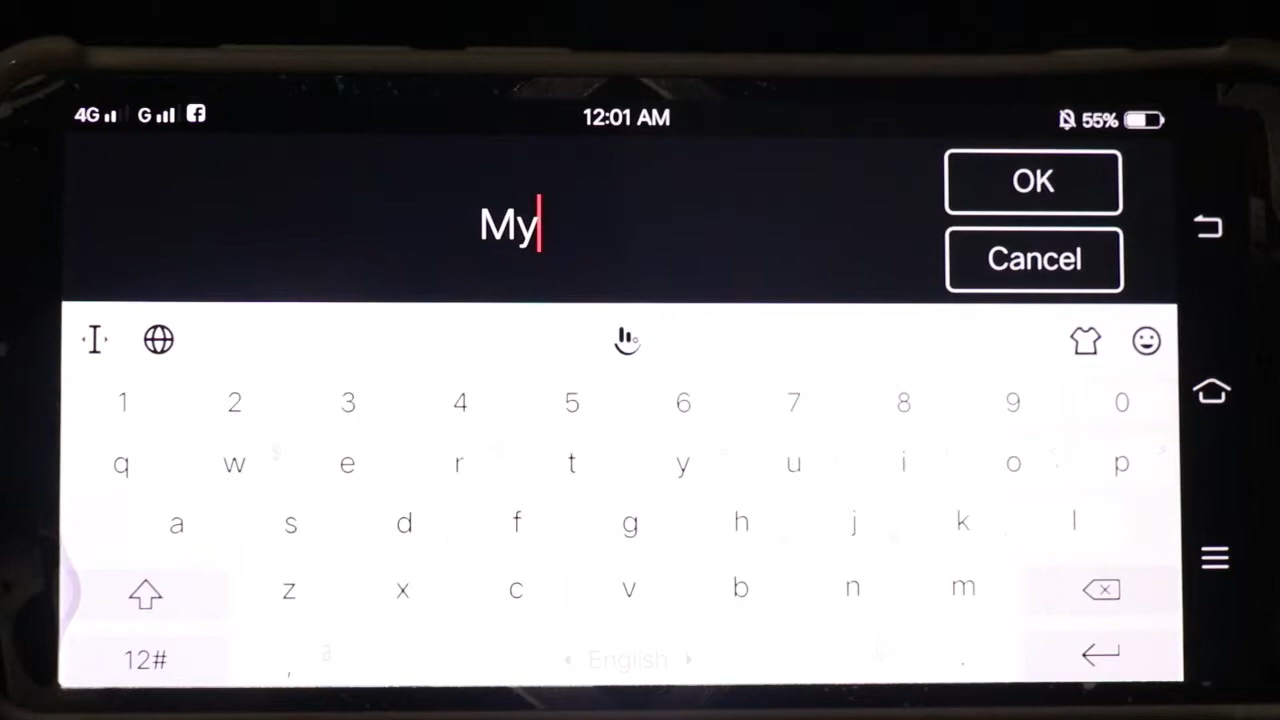 4G G 12:01 AM 55%
My
OK
Cancel
1 2 3 4 5 6 7 8 9 0
q w e r t y u i o p
a s d f g h j k l
z x c v b n m
12# , English .